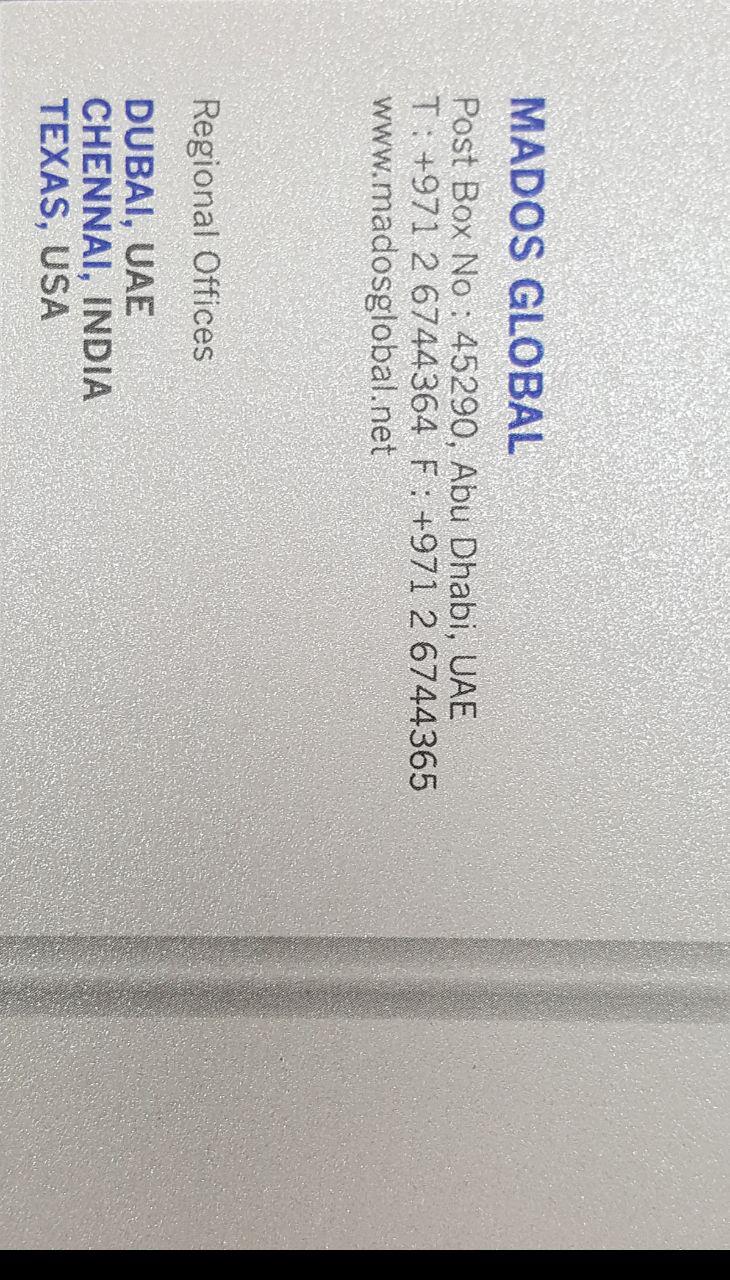 MADOS GLOBAL
Post Box No : 45290, Abu Dhabi, UAE
T : +971 2 6744364 F : +971 2 6744365
www.madosglobal.net
Regional Offices
DUBAI, UAE
CHENNAI, INDIA
TEXAS, USA